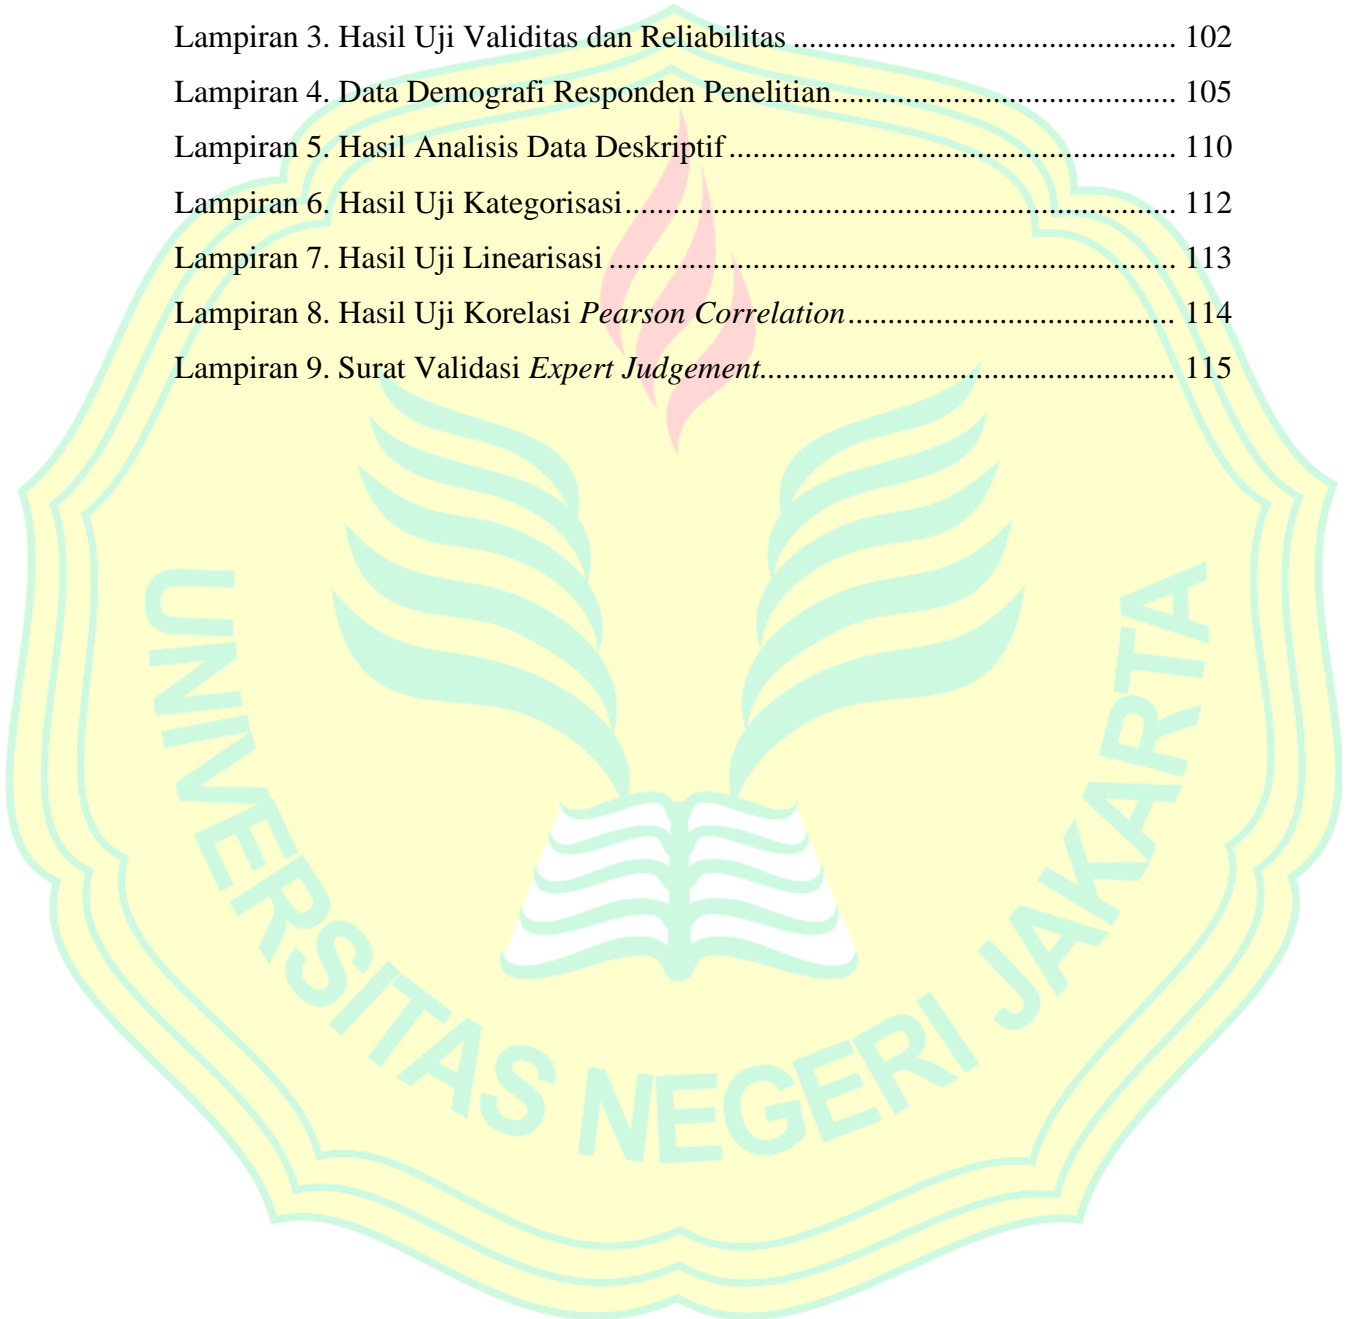 Lampiran 3. Hasil Uji Validitas dan Reliabilitas ............................................... 102
Lampiran 4. Data Demografi Responden Penelitian.......................................... 105
Lampiran 5. Hasil Analisis Data Deskriptif ....................................................... 110
Lampiran 6. Hasil Uji Kategorisasi.................................................................... 112
Lampiran 7. Hasil Uji Linearisasi ...................................................................... 113
Lampiran 8. Hasil Uji Korelasi Pearson Correlation........................................ 114
Lampiran 9. Surat Validasi Expert Judgement................................................... 115
UNIVERSITAS NEGERI JAKARTA